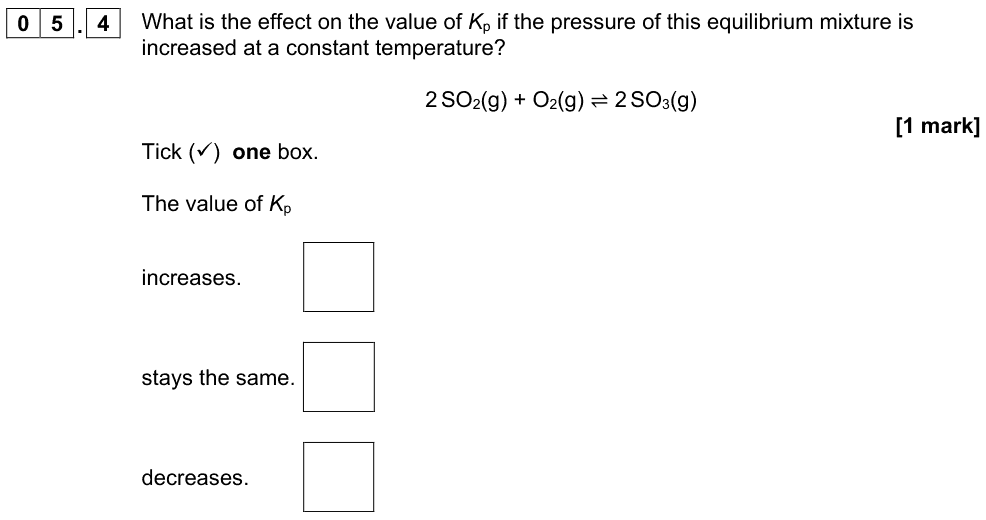 0 5 . 4 What is the effect on the value of Kₚ if the pressure of this equilibrium mixture is
increased at a constant temperature?
2 SO₂(g) + O₂(g) ⇌ 2 SO₃(g)
[1 mark]
Tick (✓) one box.
The value of Kₚ
increases.
stays the same.
decreases.